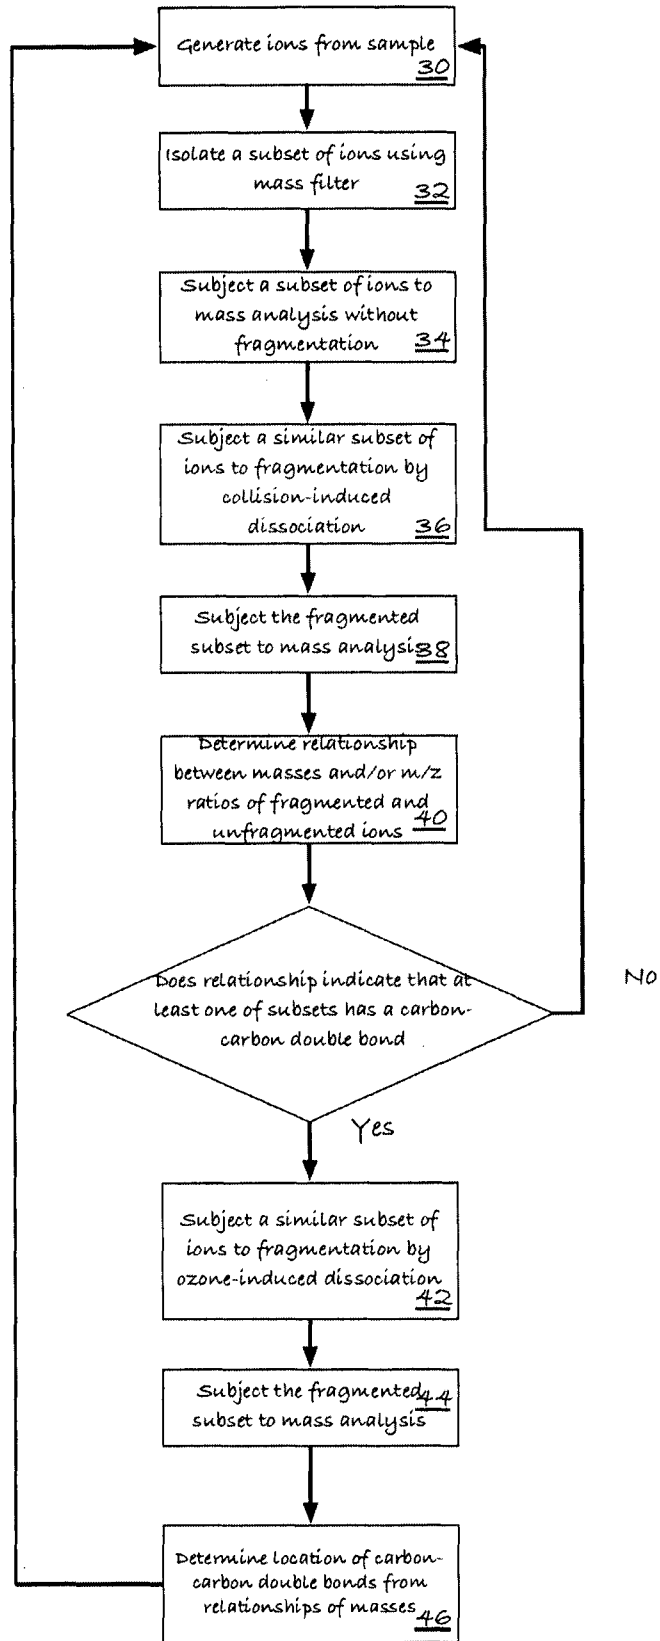 Generate ions from sample
30
Isolate a subset of ions using
mass filter
32
Subject a subset of ions to
mass analysis without
fragmentation
34
Subject a similar subset of
ions to fragmentation by
collision-induced
dissociation
36
Subject the fragmented
subset to mass analysis
38
Determine relationship
between masses and/or m/z
ratios of fragmented and
unfragmented ions
40
Does relationship indicate that at
least one of subsets has a carbon-
carbon double bond
No
Yes
Subject a similar subset of
ions to fragmentation by
ozone-induced dissociation
42
Subject the fragmented
44
subset to mass analysis
Determine location of carbon-
carbon double bonds from
relationships of masses
46